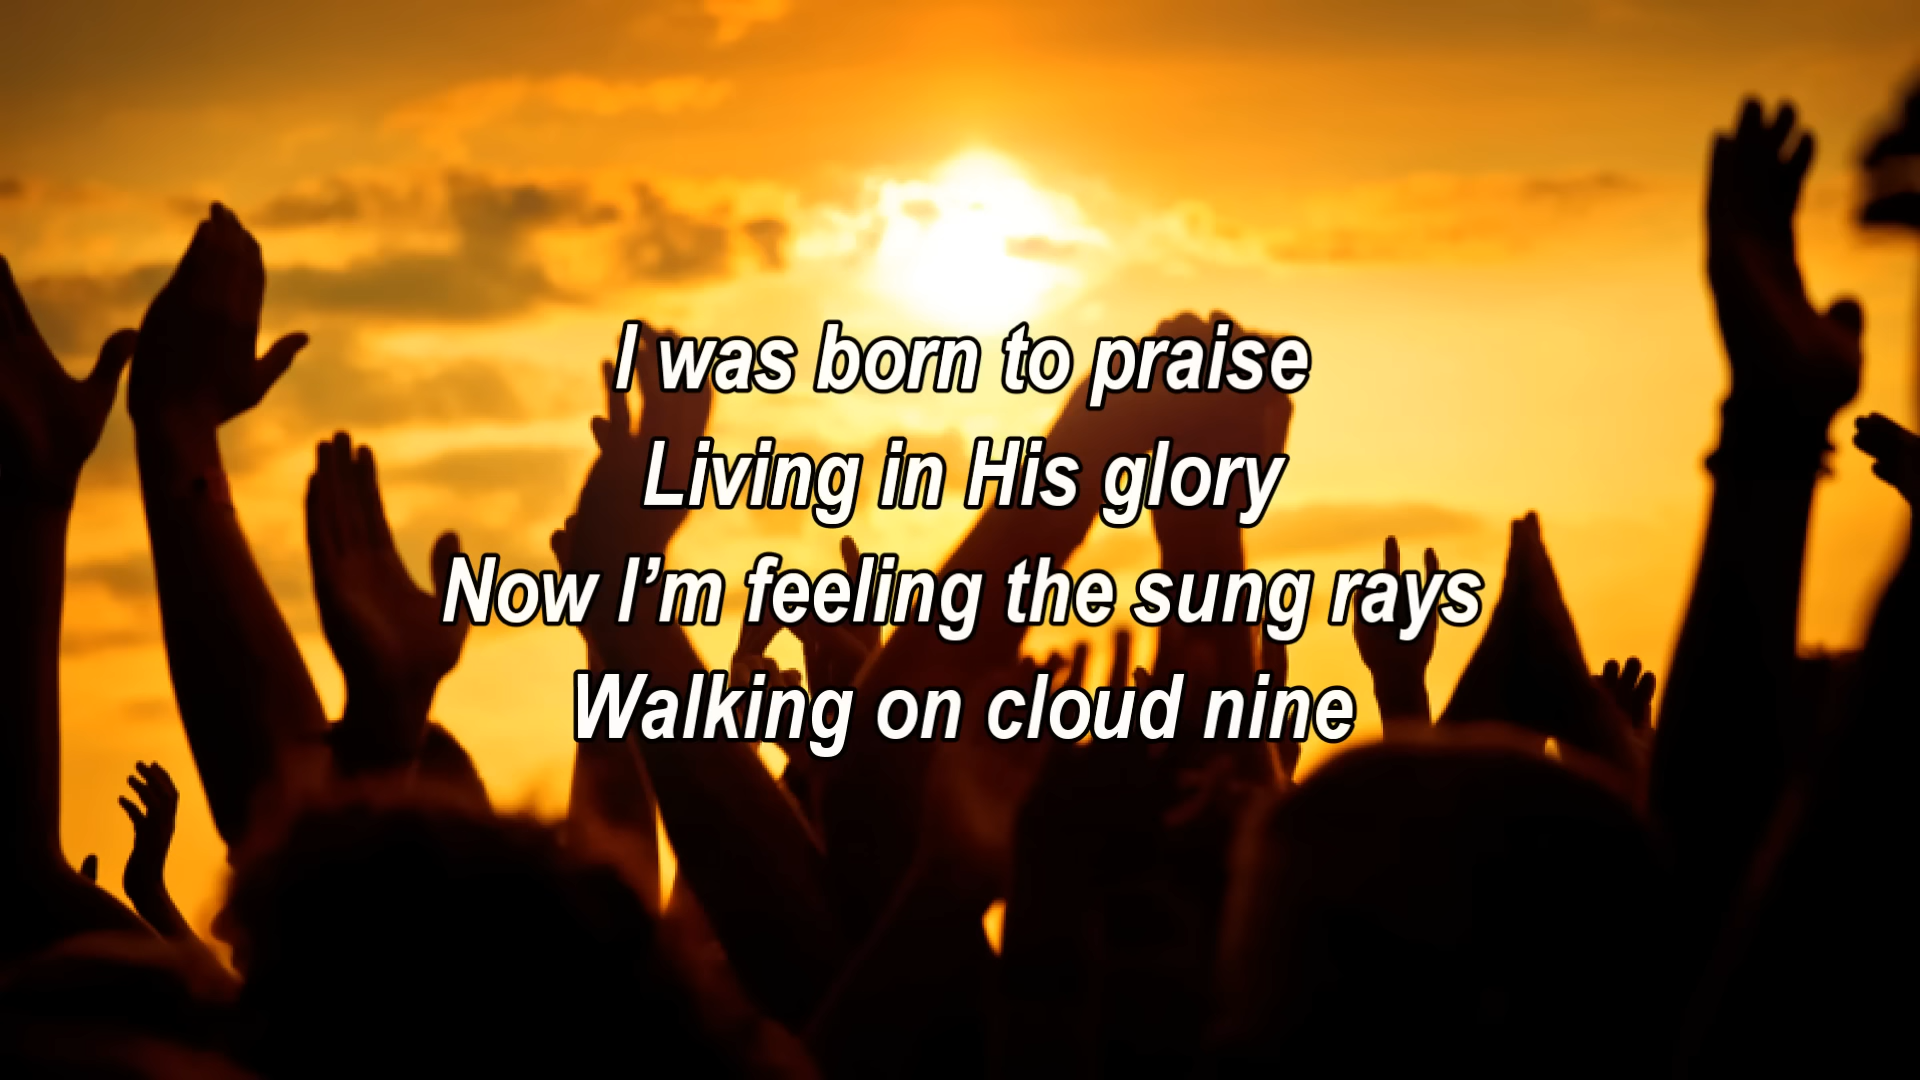 I was born to praise
Living in His glory
Now I’m feeling the sung rays
Walking on cloud nine